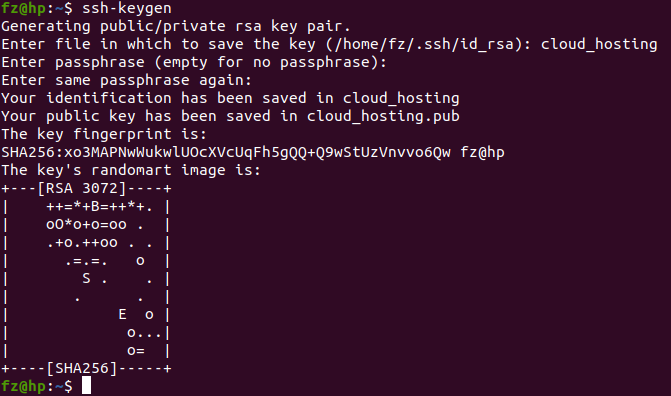 fz@hp:~$ ssh-keygen
Generating public/private rsa key pair.
Enter file in which to save the key (/home/fz/.ssh/id_rsa): cloud_hosting
Enter passphrase (empty for no passphrase):
Enter same passphrase again:
Your identification has been saved in cloud_hosting
Your public key has been saved in cloud_hosting.pub
The key fingerprint is:
SHA256:xo3MAPNwWukwlUOcXVcUqFh5gQQ+Q9wStUzVnvvo6Qw fz@hp
The key's randomart image is:
+---[RSA 3072]----+
|    ++=*+B=++*+. |
|    oO*o+o=oo .  |
|    .+o.++oo . . |
|      .=.=.   o  |
|        S .    . |
|       .      .  |
|            E  o |
|             o...|
|             o=  |
+----[SHA256]-----+
fz@hp:~$